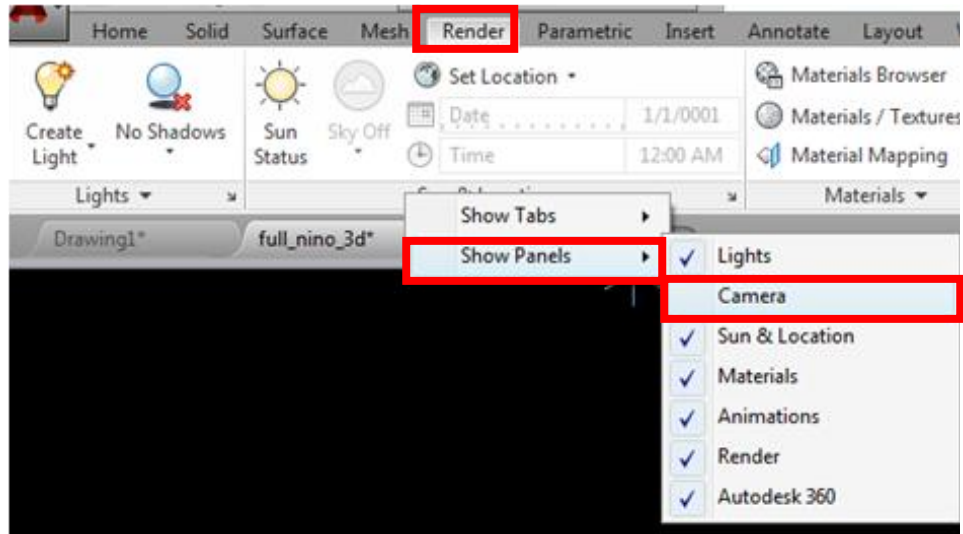 Home Solid Surface Mesh Render Parametric Insert Annotate Layout
Set Location
Materials Browser
Date 1/1/0001
Materials / Textures
Create Light
No Shadows
Sun Status
Sky Off
Time 12:00 AM
Material Mapping
Lights
Materials
Show Tabs
Drawing1*
full_nino_3d*
Show Panels
Lights
Camera
Sun & Location
Materials
Animations
Render
Autodesk 360